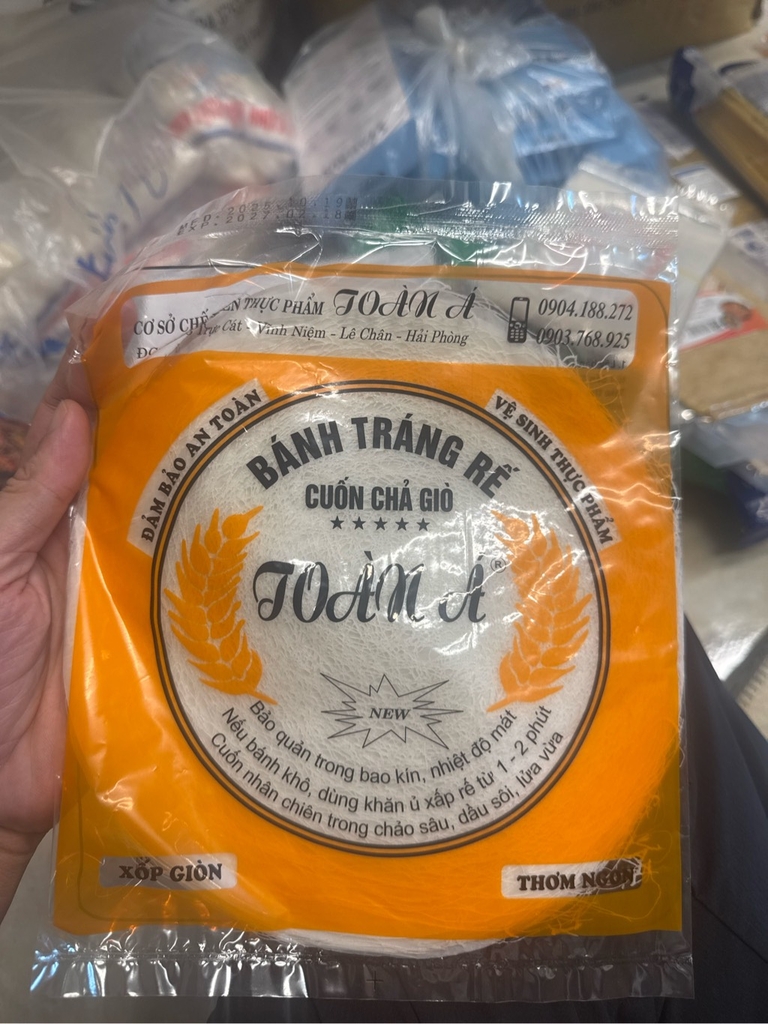 CƠ SỞ CHẾ THỰC PHẨM TOÀN Á
Cát - Vĩnh Niệm - Lê Chân - Hải Phòng
0904.188.272
0903.768.925
ĐẢM BẢO AN TOÀN
VỆ SINH THỰC PHẨM
BÁNH TRÁNG RẾ
CUỐN CHẢ GIÒ
★★★★★
TOÀN Á ®
NEW
Bảo quản trong bao kín, nhiệt độ mát
Nếu bánh khô, dùng khăn ủ xấp rế từ 1 - 2 phút
Cuốn nhân chiên trong chảo sâu, dầu sôi, lửa vừa
XỐP GIÒN
THƠM NGON